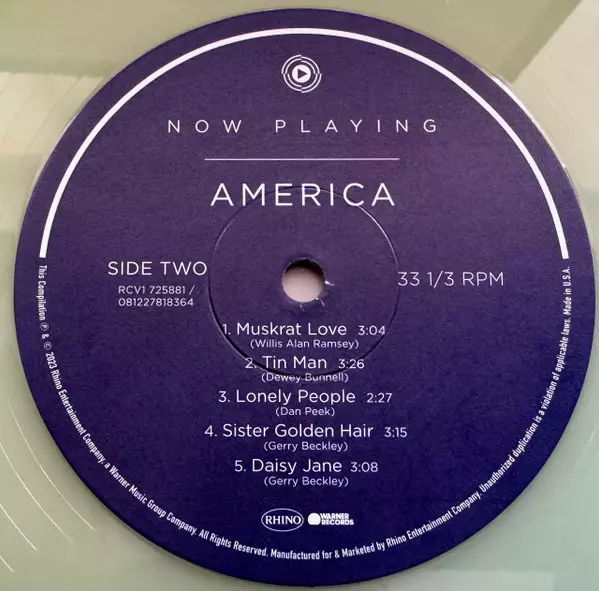 NOW PLAYING
AMERICA
SIDE TWO
RCV1 725881 /
081227818364
33 1/3 RPM
1. Muskrat Love 3:04
(Willis Alan Ramsey)
2. Tin Man 3:26
(Dewey Bunnell)
3. Lonely People 2:27
(Dan Peek)
4. Sister Golden Hair 3:15
(Gerry Beckley)
5. Daisy Jane 3:08
(Gerry Beckley)
RHINO WARNER RECORDS
This Compilation ℗ & © 2023 Rhino Entertainment Company, a Warner Music Group Company. All Rights Reserved. Manufactured for & Marketed by Rhino Entertainment Company. Unauthorized duplication is a violation of applicable laws. Made in U.S.A.